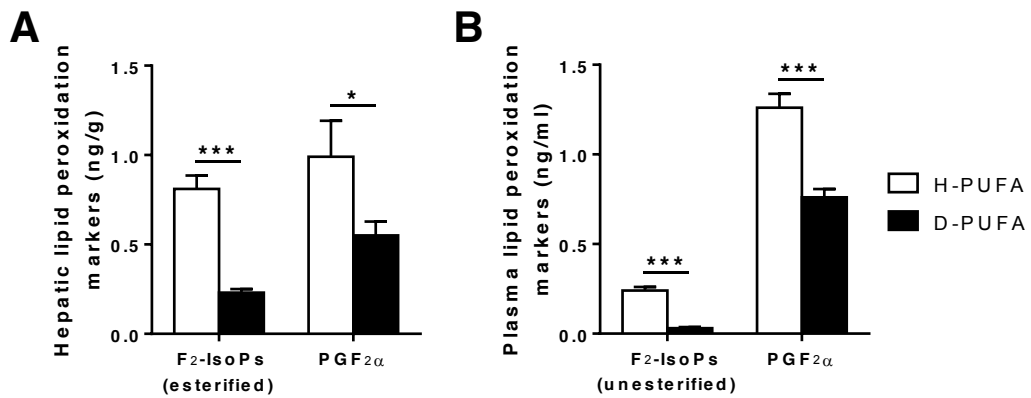 A
Hepatic lipid peroxidation
markers (ng/g)
1.5
1.0
0.5
0.0
***
*
F2-IsoPs
(esterified)
PGF2α
B
Plasma lipid peroxidation
markers (ng/ml)
1.5
1.0
0.5
0.0
***
***
F2-IsoPs
(unesterified)
PGF2α
H-PUFA
D-PUFA